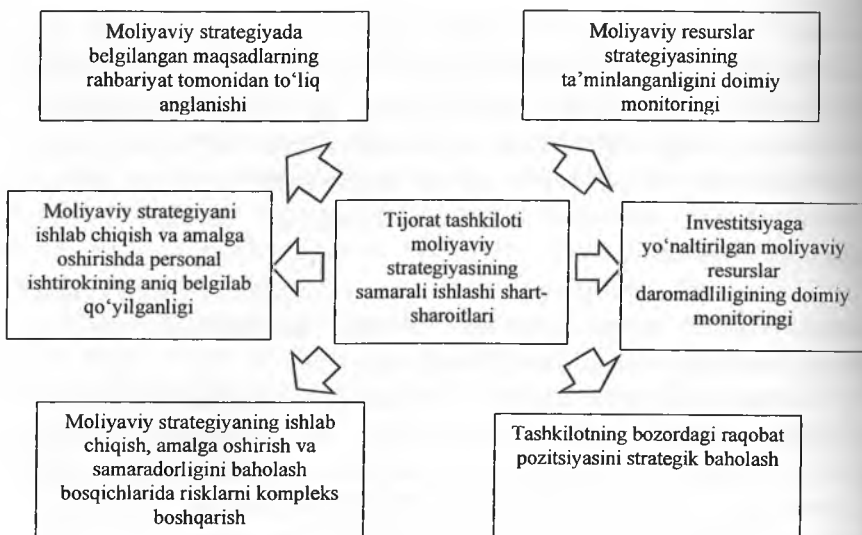 Moliyaviy strategiyada
belgilangan maqsadlarning
rahbariyat tomonidan to‘liq
anglanishi
Moliyaviy resurslar
strategiyasining
ta’minlanganligini doimiy
monitoringi
Moliyaviy strategiyani
ishlab chiqish va amalga
oshirishda personal
ishtirokining aniq belgilab
qo‘yilganligi
Tijorat tashkiloti
moliyaviy
strategiyasining
samarali ishlashi shart-
sharoitlari
Investitsiyaga
yo‘naltirilgan moliyaviy
resurslar
daromadliligining doimiy
monitoringi
Moliyaviy strategiyaning ishlab
chiqish, amalga oshirish va
samaradorligini baholash
bosqichlarida risklarni kompleks
boshqarish
Tashkilotning bozordagi raqobat
pozitsiyasini strategik baholash